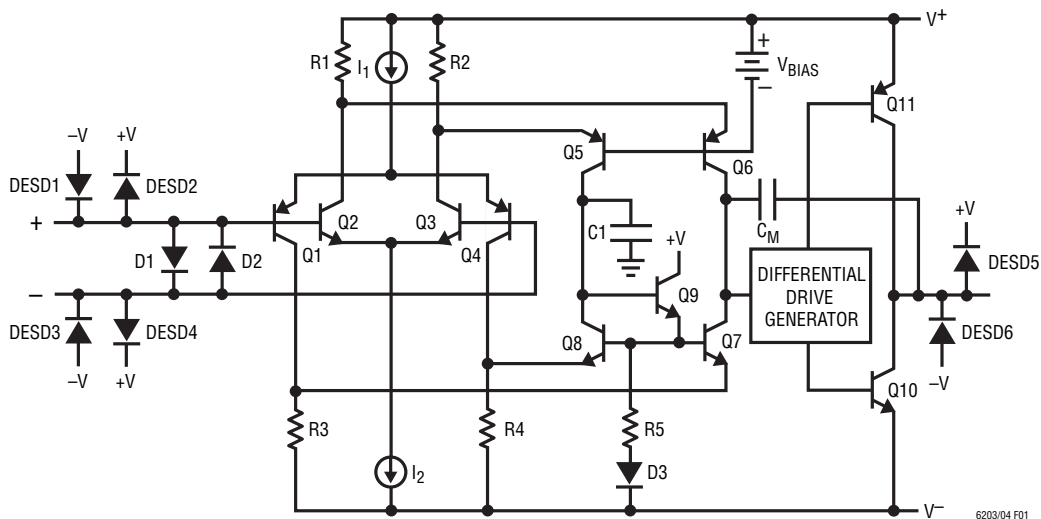 V+
+
R1
I1
R2
VBIAS
–
Q11
–V
+V
Q5
Q6
DESD1
DESD2
+
Q2
Q3
C1
CM
+V
+V
D1
D2
Q1
Q4
DESD5
–
Q9
DIFFERENTIAL
DRIVE
GENERATOR
DESD3
DESD4
Q8
Q7
DESD6
–V
+V
–V
Q10
R3
R4
R5
I2
D3
V–
6203/04 F01